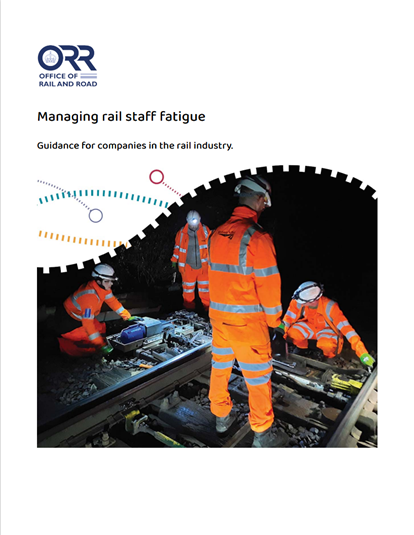 ORR
OFFICE OF
RAIL AND ROAD
Managing rail staff fatigue
Guidance for companies in the rail industry.